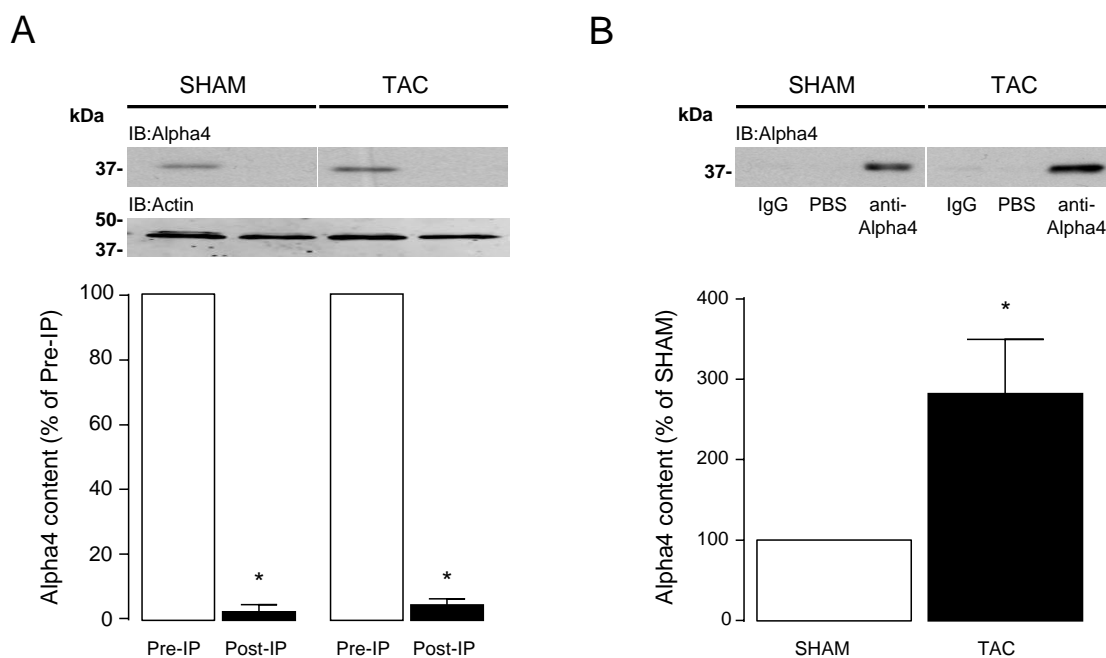 A
SHAM TAC
kDa
IB:Alpha4
37-
IB:Actin
50-
37-
Alpha4 content (% of Pre-IP)
100
80
60
40
20
0
* *
Pre-IP Post-IP Pre-IP Post-IP
B
SHAM TAC
kDa
IB:Alpha4
37-
IgG PBS anti- IgG PBS anti-
Alpha4 Alpha4
Alpha4 content (% of SHAM)
400
300
200
100
0
*
SHAM TAC